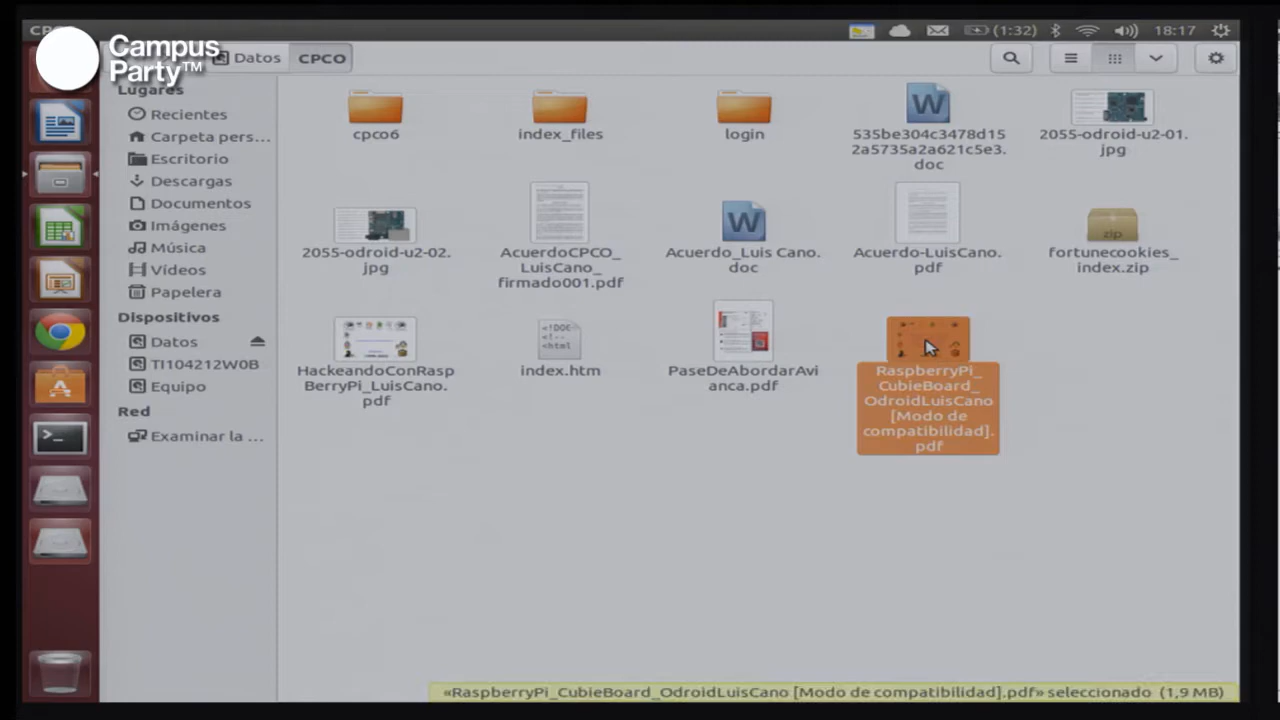 CPC
(1:32)
18:17
Campus
Party™
Datos
CPCO
Lugares
Recientes
Carpeta pers...
Escritorio
Descargas
Documentos
Imágenes
Música
Vídeos
Papelera
Dispositivos
Datos
TI104212W0B
Equipo
Red
Examinar la ...
cpco6
index_files
login
535be304c3478d15
2a5735a2a621c5e3.
doc
2055-odroid-u2-01.
jpg
2055-odroid-u2-02.
jpg
AcuerdoCPCO_
LuisCano_
firmado001.pdf
Acuerdo_Luis Cano.
doc
Acuerdo-LuisCano.
pdf
zip
fortunecookies_
index.zip
HackeandoConRasp
BerryPi_LuisCano.
pdf
<!DOE
<!--
<html
index.htm
PaseDeAbordarAvi
anca.pdf
RaspberryPi_
CubieBoard_
OdroidLuisCano
[Modo de
compatibilidad].
pdf
«RaspberryPi_CubieBoard_OdroidLuisCano [Modo de compatibilidad].pdf» seleccionado (1,9 MB)